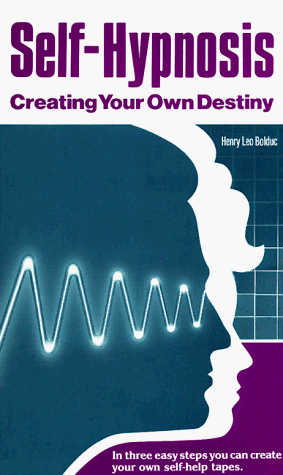 Self-Hypnosis
Creating Your Own Destiny
Henry Leo Bolduc
In three easy steps you can create
your own self-help tapes.